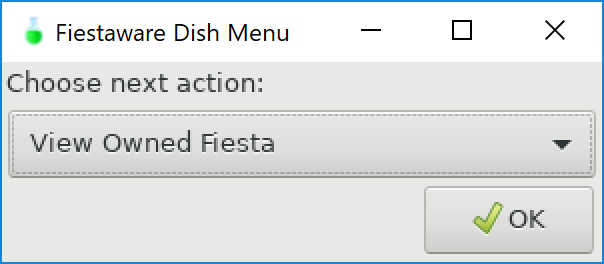 Fiestaware Dish Menu
Choose next action:
View Owned Fiesta
OK